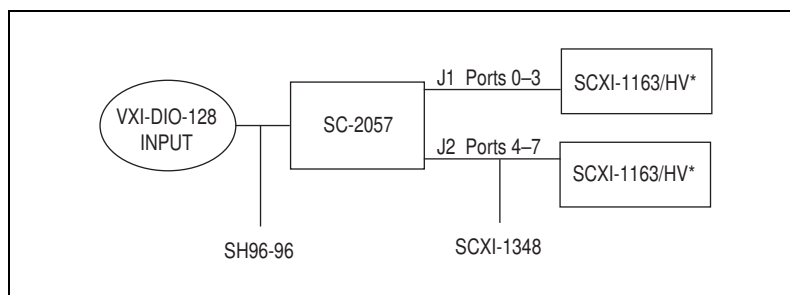 VXI-DIO-128
INPUT
SC-2057
J1 Ports 0–3
SCXI-1163/HV*
J2 Ports 4–7
SCXI-1163/HV*
SH96-96
SCXI-1348